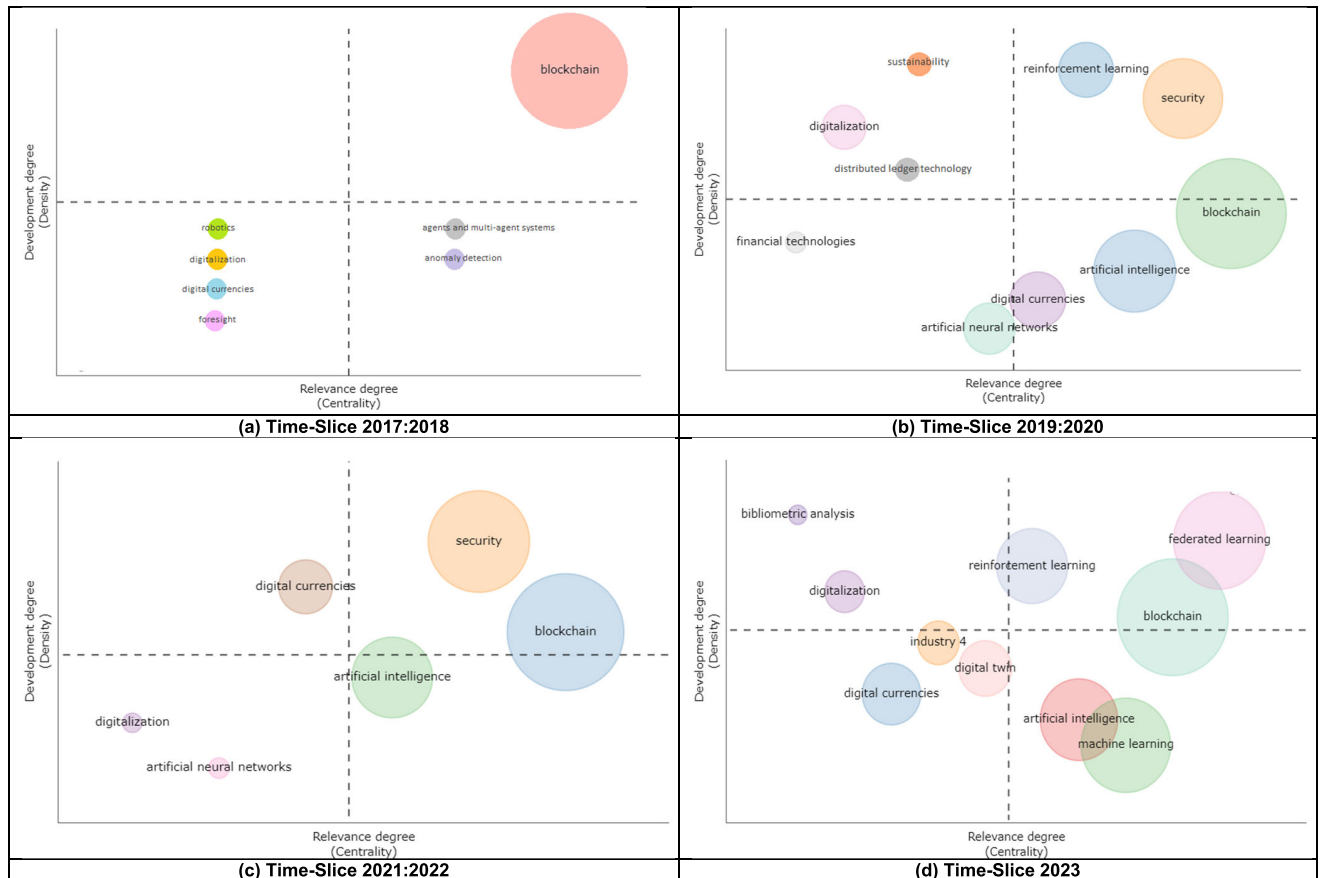 blockchain
Development degree
(Density)
robotics
agents and multi-agent systems
digitalization
anomaly detection
digital currencies
foresight
Relevance degree
(Centrality)
(a) Time-Slice 2017:2018
sustainability
reinforcement learning
security
digitalization
distributed ledger technology
Development degree
(Density)
blockchain
financial technologies
artificial intelligence
digital currencies
artificial neural networks
Relevance degree
(Centrality)
(b) Time-Slice 2019:2020
security
digital currencies
blockchain
Development degree
(Density)
artificial intelligence
digitalization
artificial neural networks
Relevance degree
(Centrality)
(c) Time-Slice 2021:2022
bibliometric analysis
federated learning
reinforcement learning
digitalization
blockchain
Development degree
(Density)
industry 4
digital twin
digital currencies
artificial intelligence
machine learning
Relevance degree
(Centrality)
(d) Time-Slice 2023